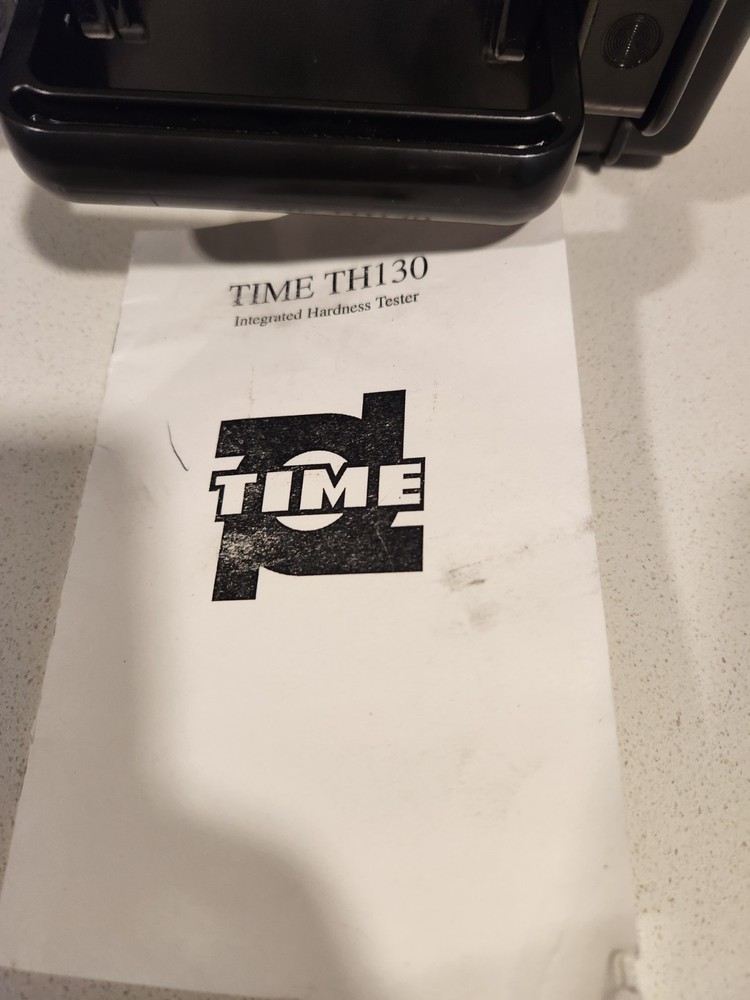 TIME TH130
Integrated Hardness Tester
TIME